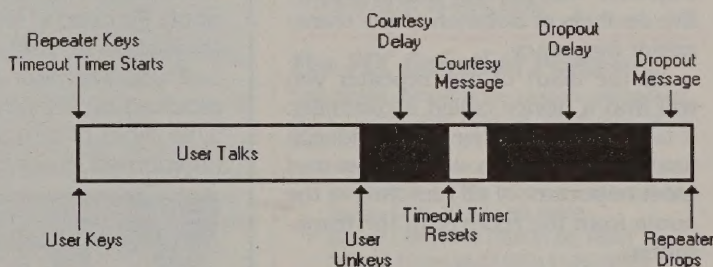 Repeater Keys
Timeout Timer Starts
Courtesy
Delay
Courtesy
Message
Dropout
Delay
Dropout
Message
User Talks
User Keys
User
Unkeys
Timeout Timer
Resets
Repeater
Drops